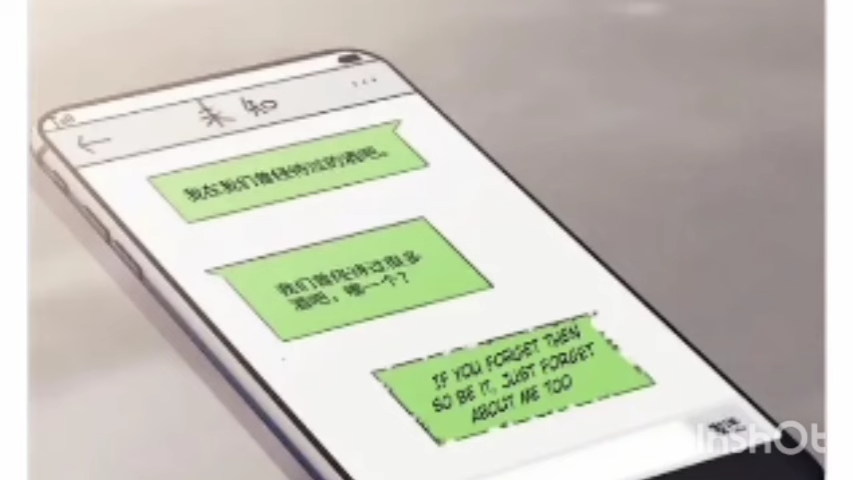 未知
我在我们曾经待过的酒吧。
我们曾经待过很多
酒吧，哪一个？
IF YOU FORGET THEN
SO BE IT, JUST FORGET
ABOUT ME TOO
InShOt